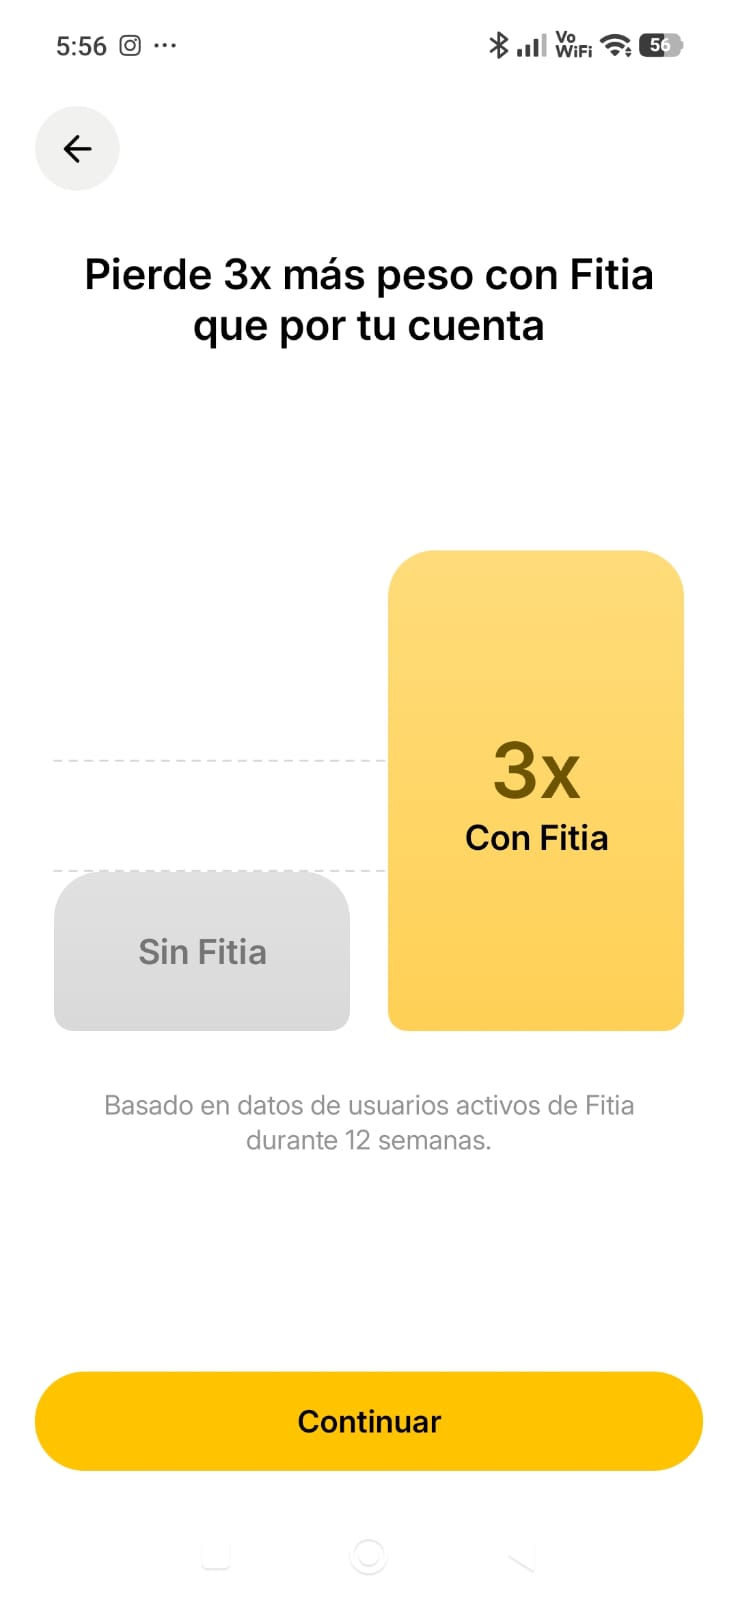 5:56 ...
Vo WiFi 56
Pierde 3x más peso con Fitia
que por tu cuenta
3x
Con Fitia
Sin Fitia
Basado en datos de usuarios activos de Fitia
durante 12 semanas.
Continuar